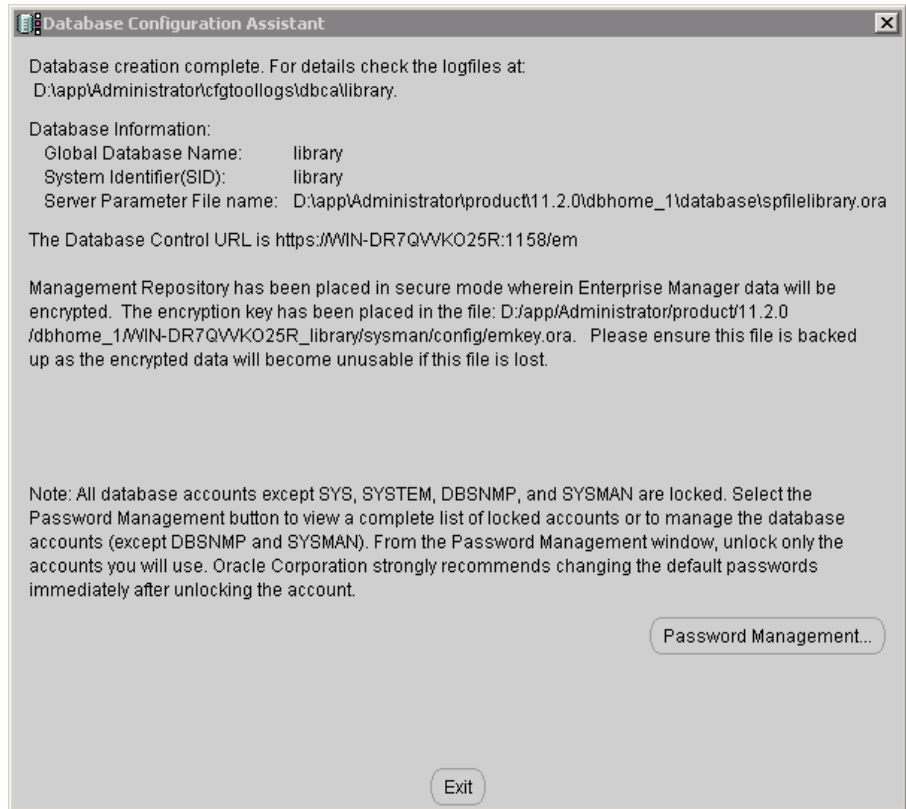 Database Configuration Assistant
Database creation complete. For details check the logfiles at:
D:\app\Administrator\cfgtoollogs\dbca\library.
Database Information:
Global Database Name: library
System Identifier(SID): library
Server Parameter File name: D:\app\Administrator\product\11.2.0\dbhome_1\database\spfilelibrary.ora
The Database Control URL is https://WIN-DR7QVVKO25R:1158/em
Management Repository has been placed in secure mode wherein Enterprise Manager data will be
encrypted. The encryption key has been placed in the file: D:/app/Administrator/product/11.2.0
/dbhome_1/WIN-DR7QVVKO25R_library/sysman/config/emkey.ora. Please ensure this file is backed
up as the encrypted data will become unusable if this file is lost.
Note: All database accounts except SYS, SYSTEM, DBSNMP, and SYSMAN are locked. Select the
Password Management button to view a complete list of locked accounts or to manage the database
accounts (except DBSNMP and SYSMAN). From the Password Management window, unlock only the
accounts you will use. Oracle Corporation strongly recommends changing the default passwords
immediately after unlocking the account.
Password Management...
Exit